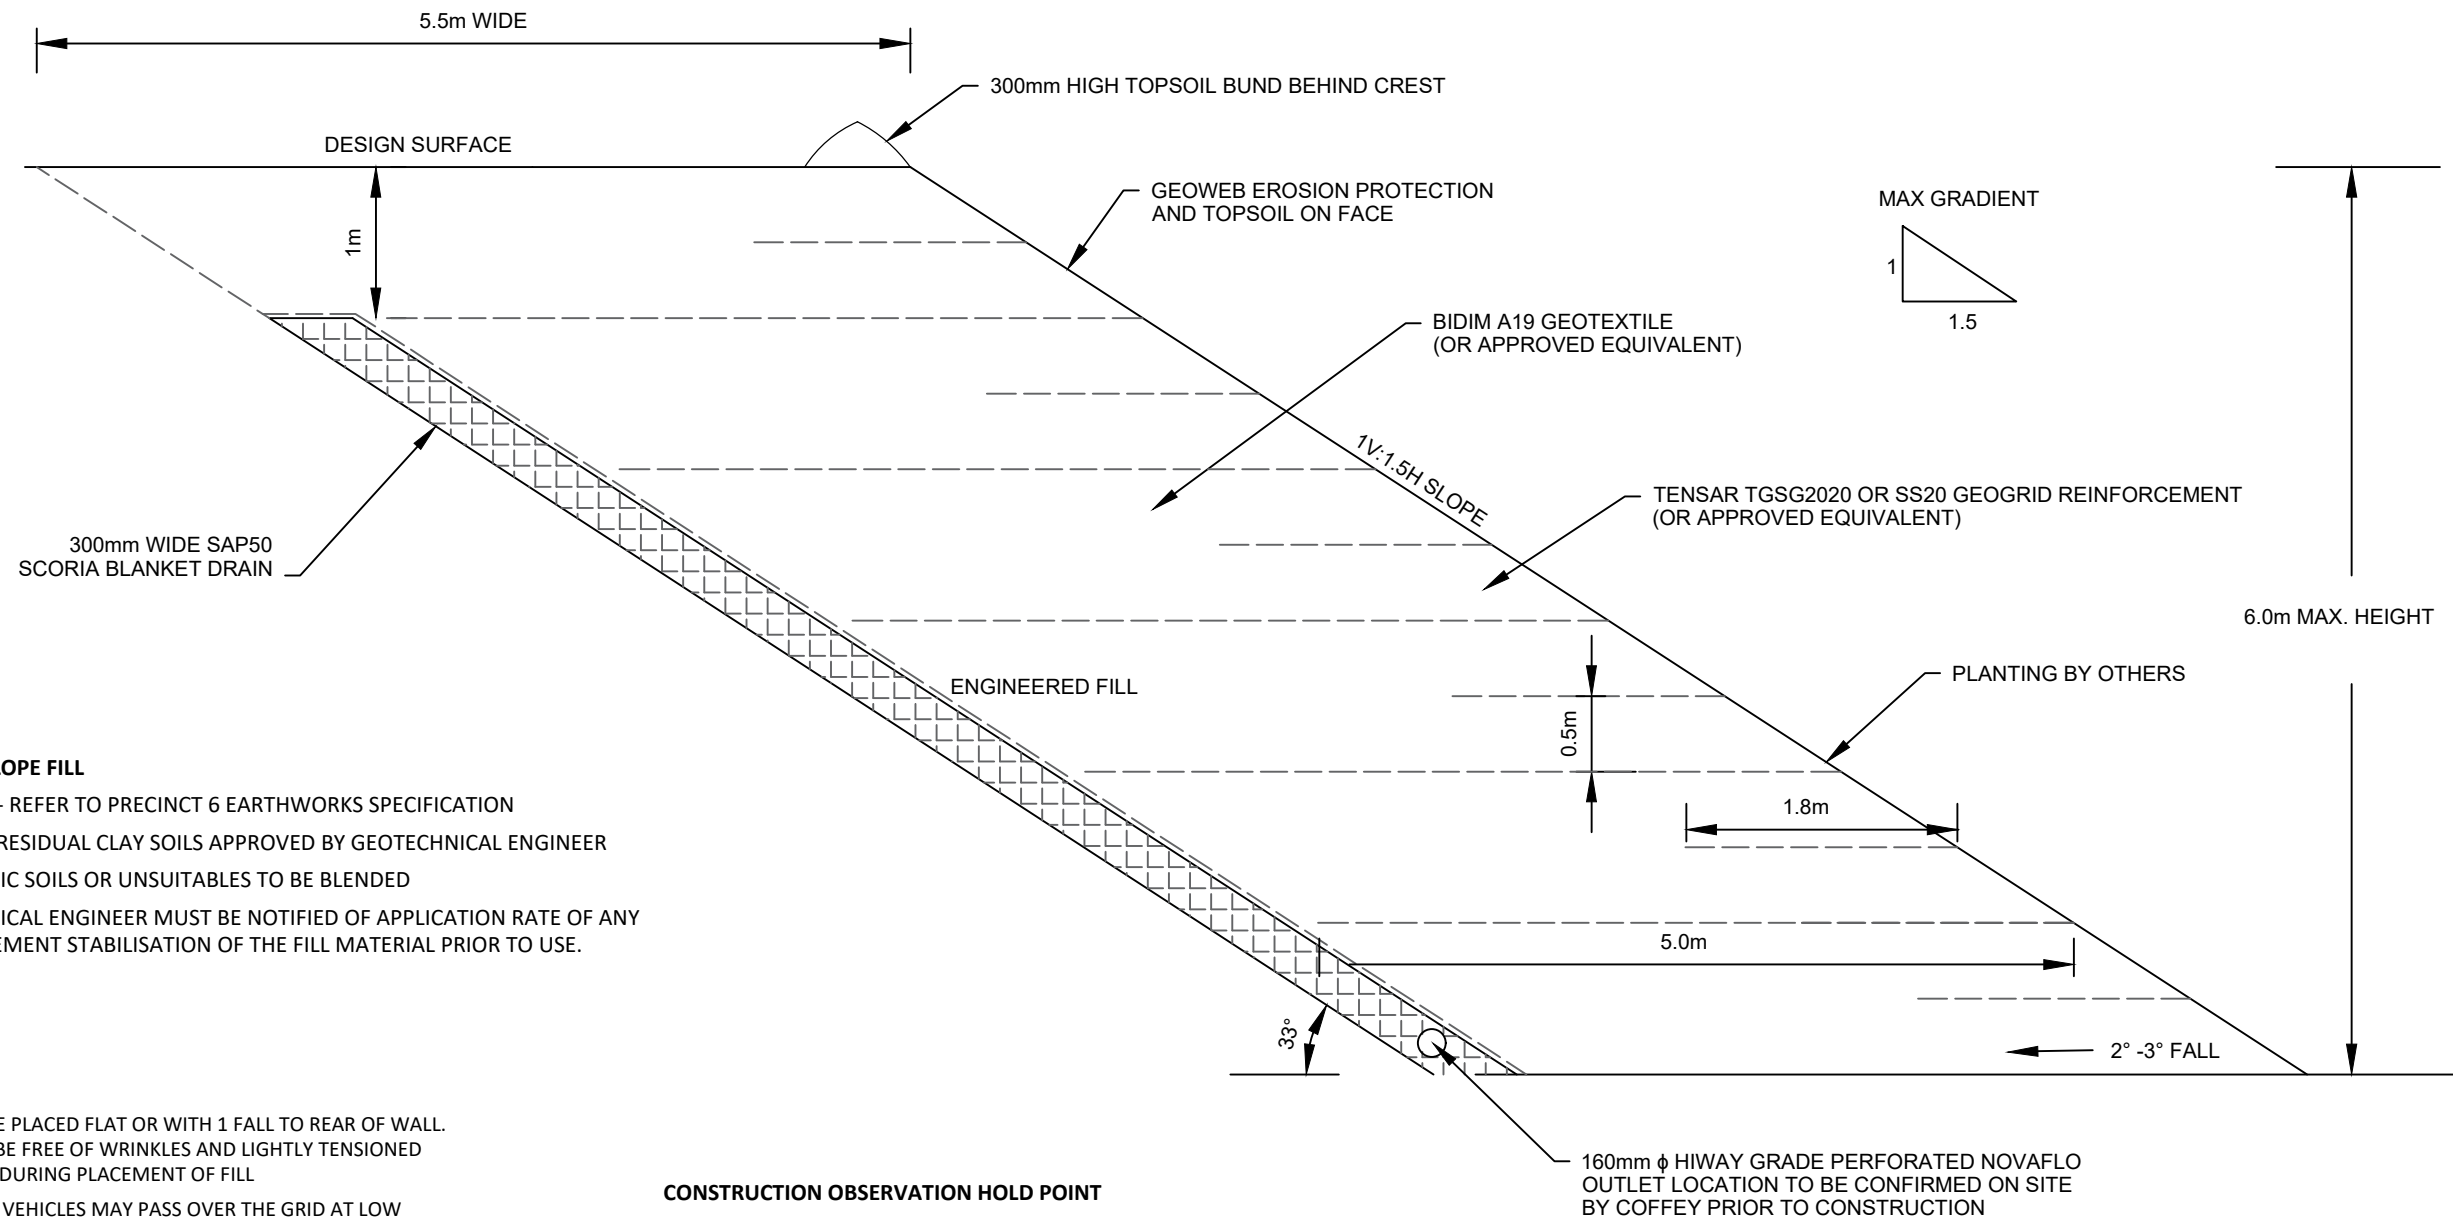 5.5m WIDE
300mm HIGH TOPSOIL BUND BEHIND CREST
DESIGN SURFACE
1m
GEOWEB EROSION PROTECTION
AND TOPSOIL ON FACE
MAX GRADIENT
1
1.5
BIDIM A19 GEOTEXTILE
(OR APPROVED EQUIVALENT)
1V:1.5H SLOPE
TENSAR TGSG2020 OR SS20 GEOGRID REINFORCEMENT
(OR APPROVED EQUIVALENT)
300mm WIDE SAP50
SCORIA BLANKET DRAIN
6.0m MAX. HEIGHT
ENGINEERED FILL
PLANTING BY OTHERS
0.5m
1.8m
5.0m
33°
2° -3° FALL
160mm ϕ HIWAY GRADE PERFORATED NOVAFLO
OUTLET LOCATION TO BE CONFIRMED ON SITE
BY COFFEY PRIOR TO CONSTRUCTION
FILL
- REFER TO PRECINCT 6 EARTHWORKS SPECIFICATION
RESIDUAL CLAY SOILS APPROVED BY GEOTECHNICAL ENGINEER
SOILS OR UNSUITABLES TO BE BLENDED
ENGINEER MUST BE NOTIFIED OF APPLICATION RATE OF ANY
STABILISATION OF THE FILL MATERIAL PRIOR TO USE.
PLACED FLAT OR WITH 1 FALL TO REAR OF WALL.
BE FREE OF WRINKLES AND LIGHTLY TENSIONED
DURING PLACEMENT OF FILL
VEHICLES MAY PASS OVER THE GRID AT LOW
CONSTRUCTION OBSERVATION HOLD POINT